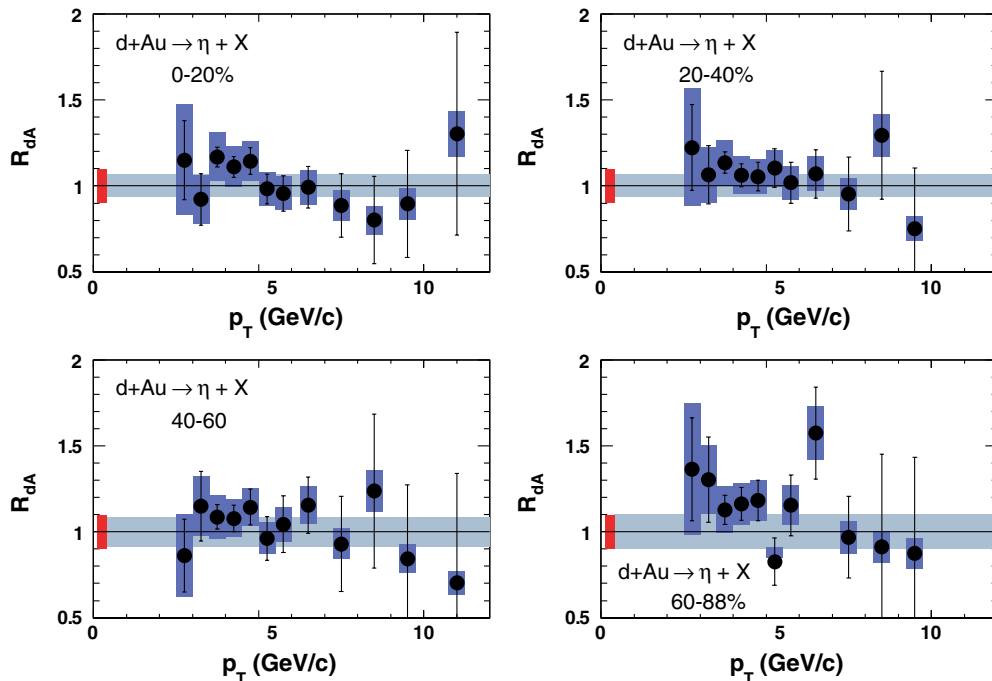 2
1.5
1
0.5
R_dA
d+Au → η + X
0-20%
0 5 10
p_T (GeV/c)
2
1.5
1
0.5
R_dA
d+Au → η + X
20-40%
0 5 10
p_T (GeV/c)
2
1.5
1
0.5
R_dA
d+Au → η + X
40-60
0 5 10
p_T (GeV/c)
2
1.5
1
0.5
R_dA
d+Au → η + X
60-88%
0 5 10
p_T (GeV/c)